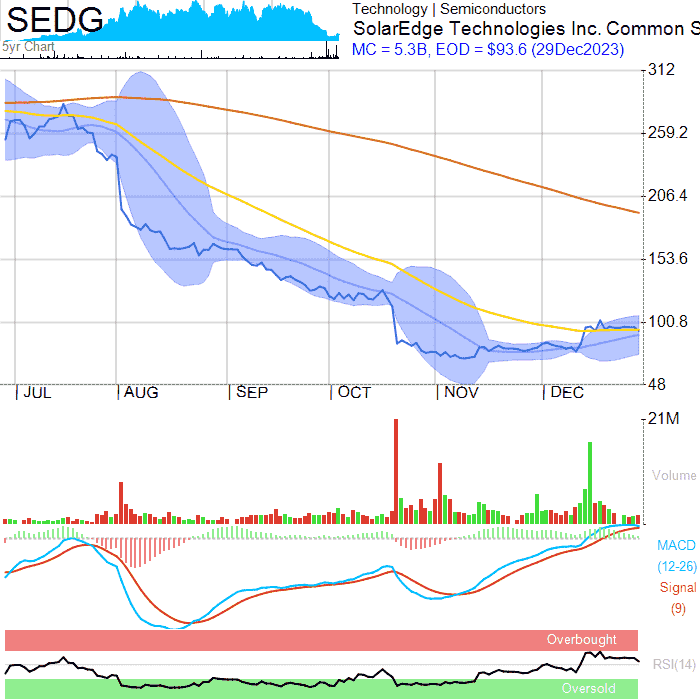 SEDG
5yr Chart
Technology | Semiconductors
SolarEdge Technologies Inc. Common S
MC = 5.3B, EOD = $93.6 (29Dec2023)
312
259.2
206.4
153.6
100.8
48
JUL AUG SEP OCT NOV DEC
21M
Volume
MACD
(12-26)
Signal
(9)
Overbought
RSI(14)
Oversold